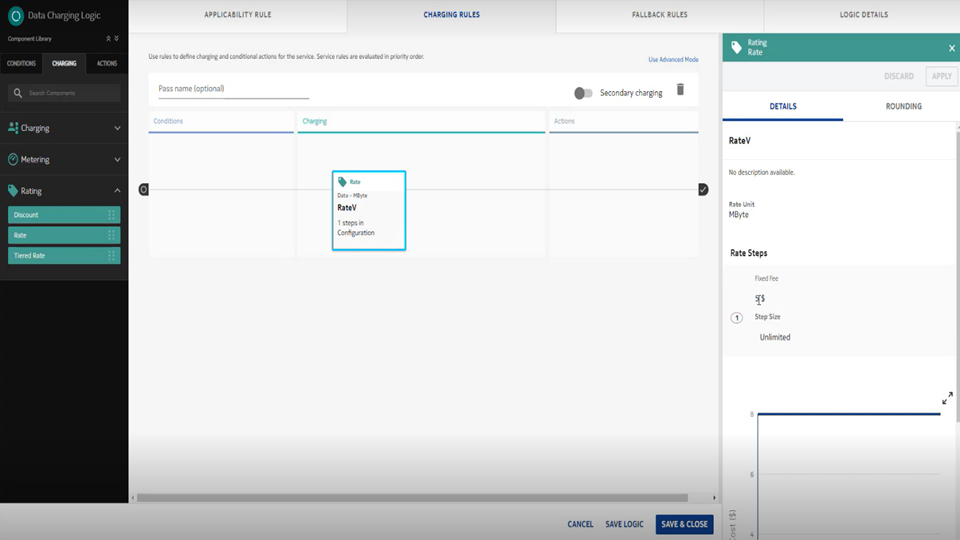 Data Charging Logic
Component Library
CONDITIONS CHARGING ACTIONS
Search Components
Charging
Metering
Rating
Discount
Rate
Tiered Rate
APPLICABILITY RULE CHARGING RULES FALLBACK RULES LOGIC DETAILS
Use rules to define charging and conditional actions for the service. Service rules are evaluated in priority order.
Use Advanced Mode
Pass name (optional)
Secondary charging
Conditions Charging Actions
Rate
Data - MByte
RateV
1 steps in
Configuration
CANCEL SAVE LOGIC SAVE & CLOSE
Rating
Rate
DISCARD APPLY
DETAILS ROUNDING
RateV
No description available.
Rate Unit
MByte
Rate Steps
Fixed Fee
1
Step Size
Unlimited
8
6
4
Cost ($)